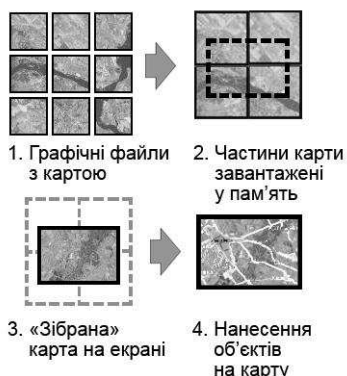 1. Графічні файли
з картою
2. Частини карти
завантажені
у пам’ять
3. «Зібрана»
карта на екрані
4. Нанесення
об’єктів
на карту